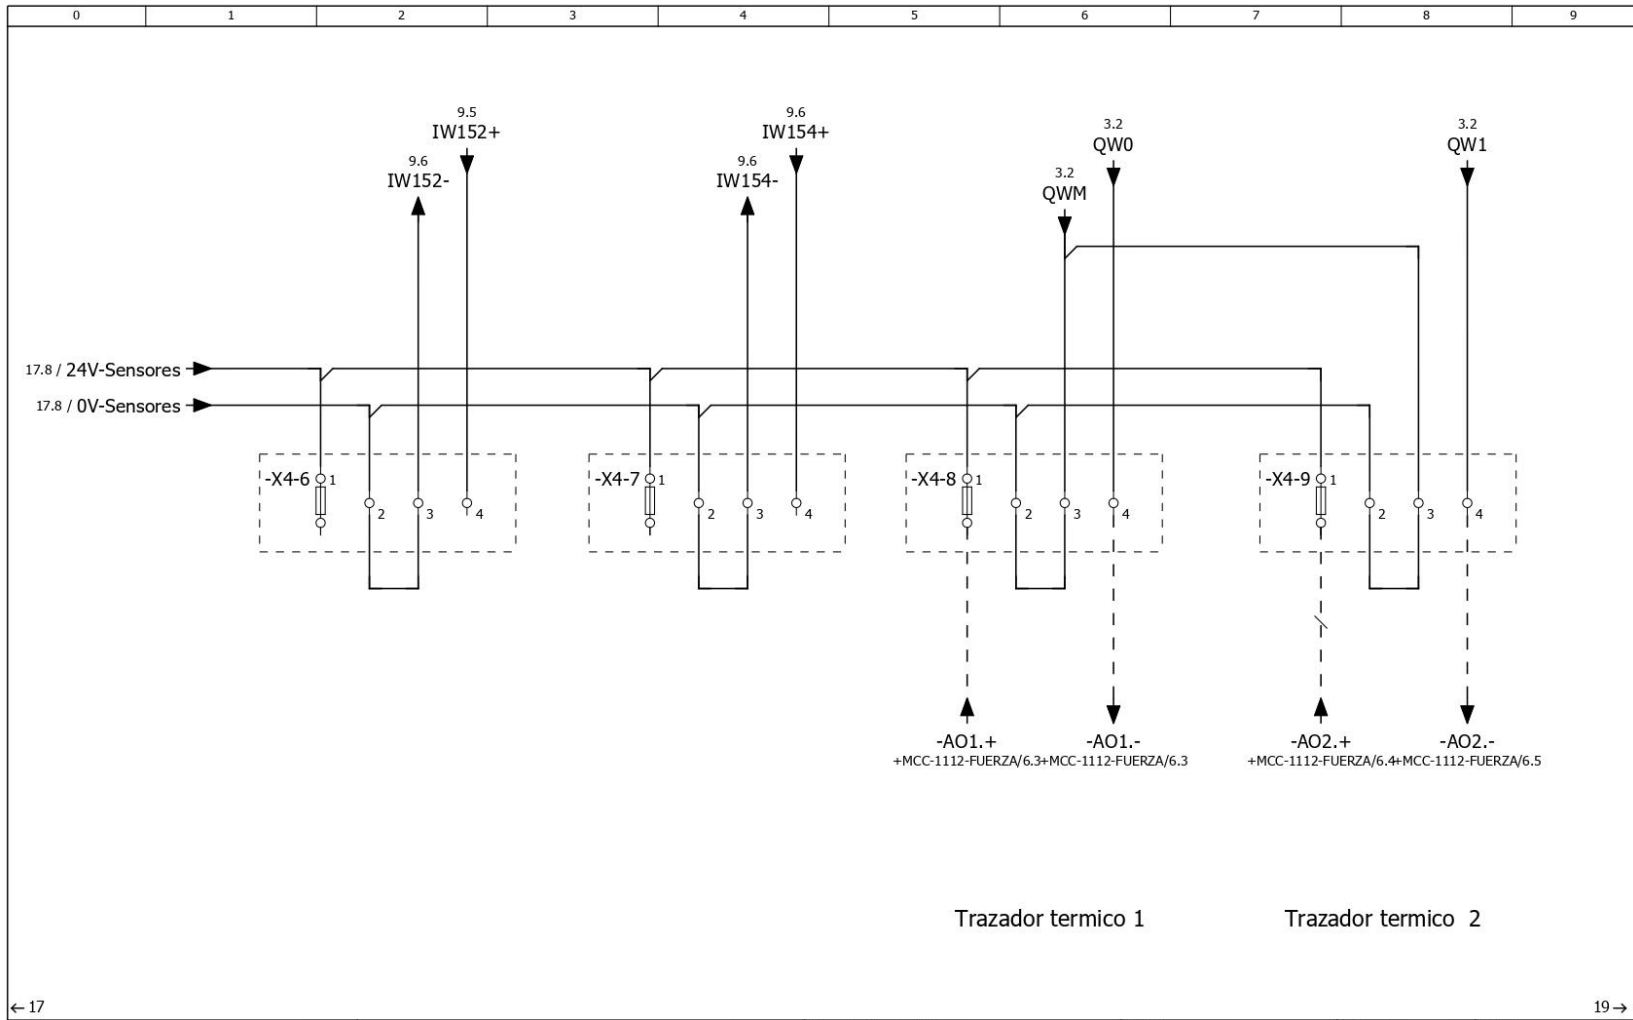 0 1 2 3 4 5 6 7 8 9
9.5
IW152+
9.6
IW152-
9.6
IW154+
9.6
IW154-
3.2
QW0
3.2
QWM
3.2
QW1
17.8 / 24V-Sensores
17.8 / 0V-Sensores
-X4-6 1 2 3 4
-X4-7 1 2 3 4
-X4-8 1 2 3 4
-X4-9 1 2 3 4
-AO1.+ -AO1.- -AO2.+ -AO2.-
+MCC-1112-FUERZA/6.3+MCC-1112-FUERZA/6.3 +MCC-1112-FUERZA/6.4+MCC-1112-FUERZA/6.5
Trazador termico 1 Trazador termico 2
← 17 19 →